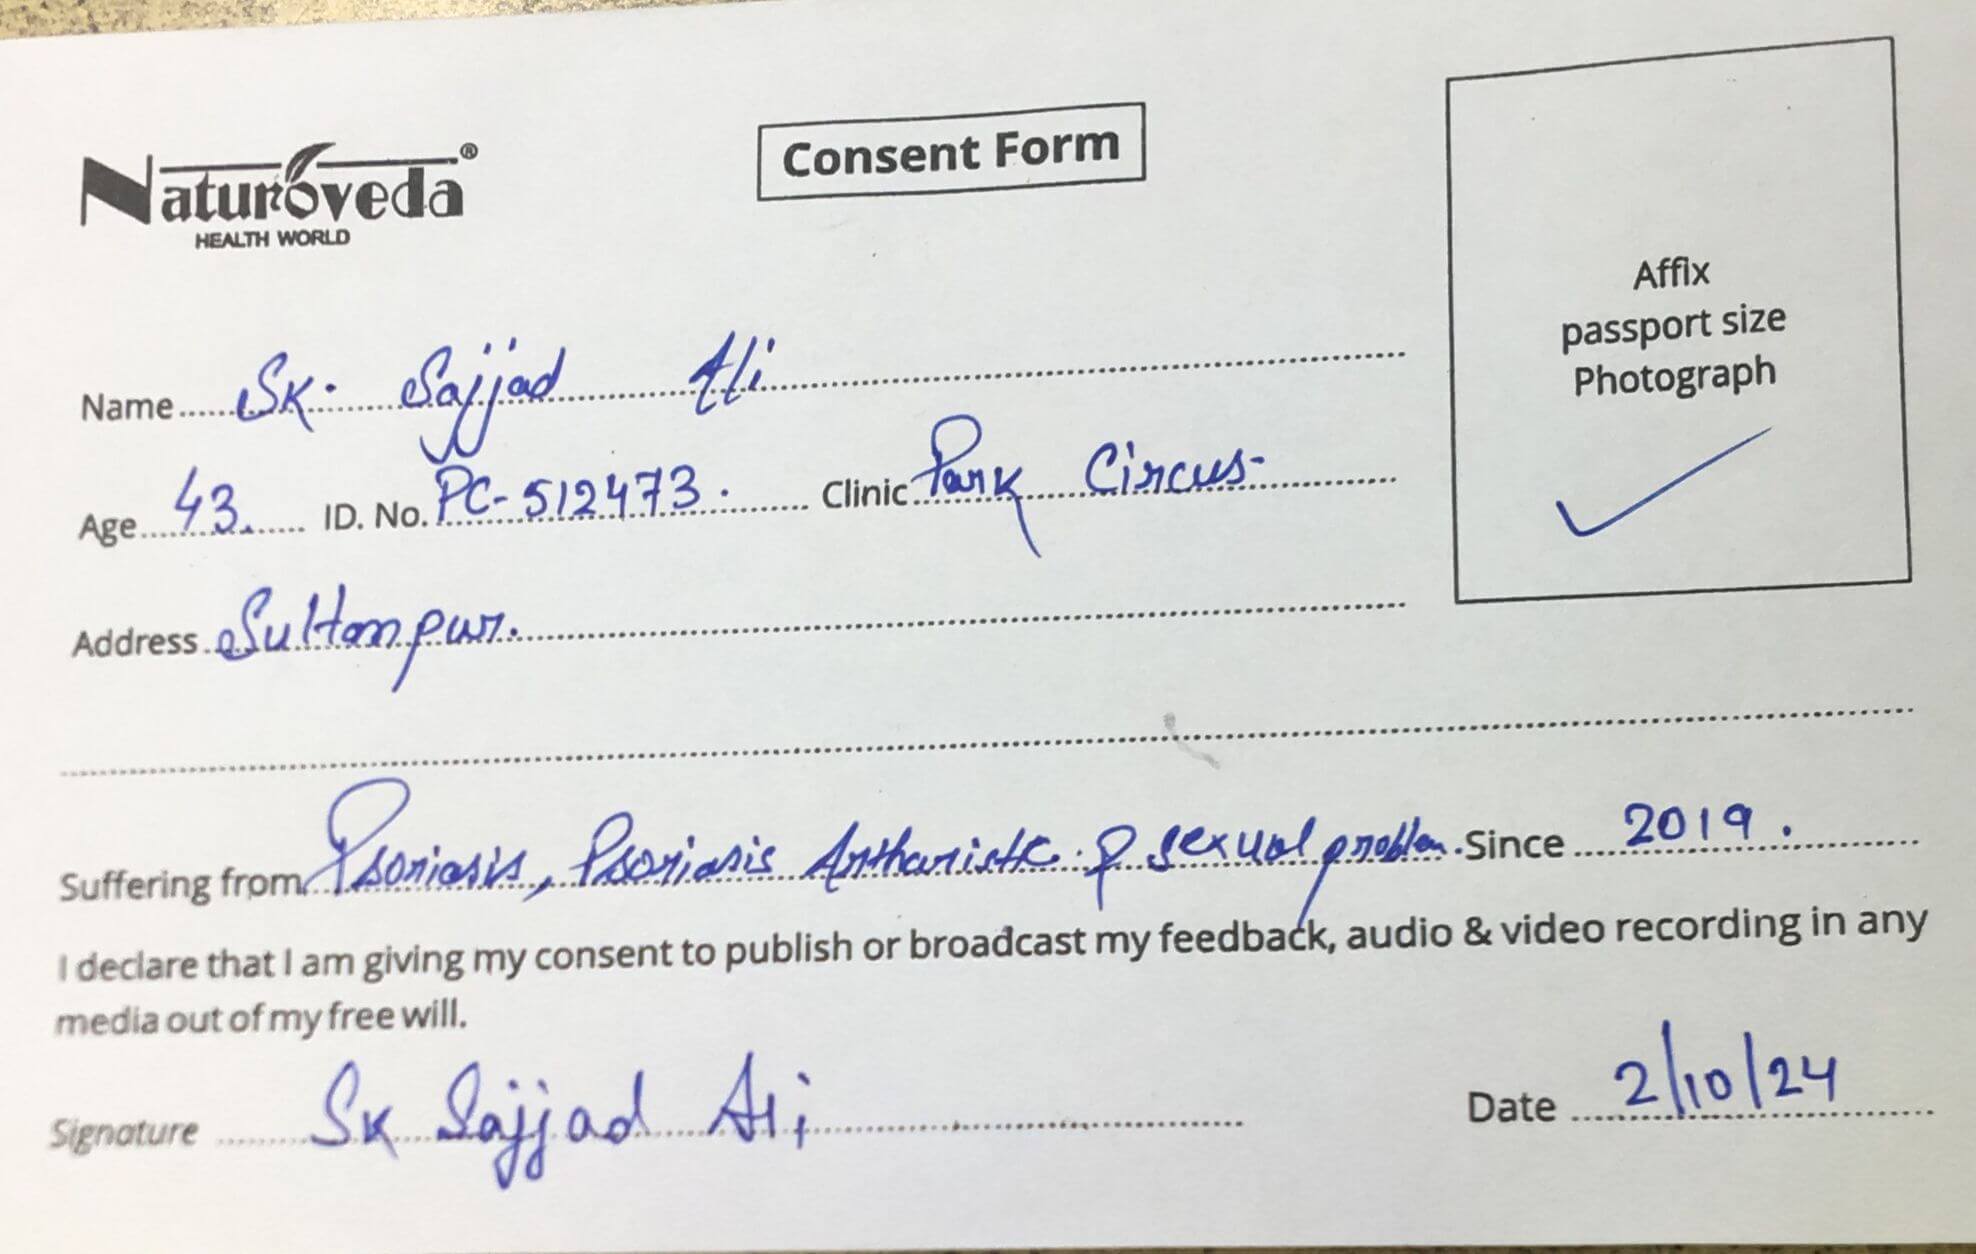 Naturoveda®
HEALTH WORLD
Consent Form
Affix
passport size
Photograph
Name SK. Sajjad Ali
Age 43. ID. No. PC-512473. Clinic Park Circus-
Address Sultanpur.
Suffering from Psoriasis, Psoriasis & sexual problem. Since 2019.
I declare that I am giving my consent to publish or broadcast my feedback, audio & video recording in any
media out of my free will.
Signature Sk Sajjad Ali
Date 2/10/24